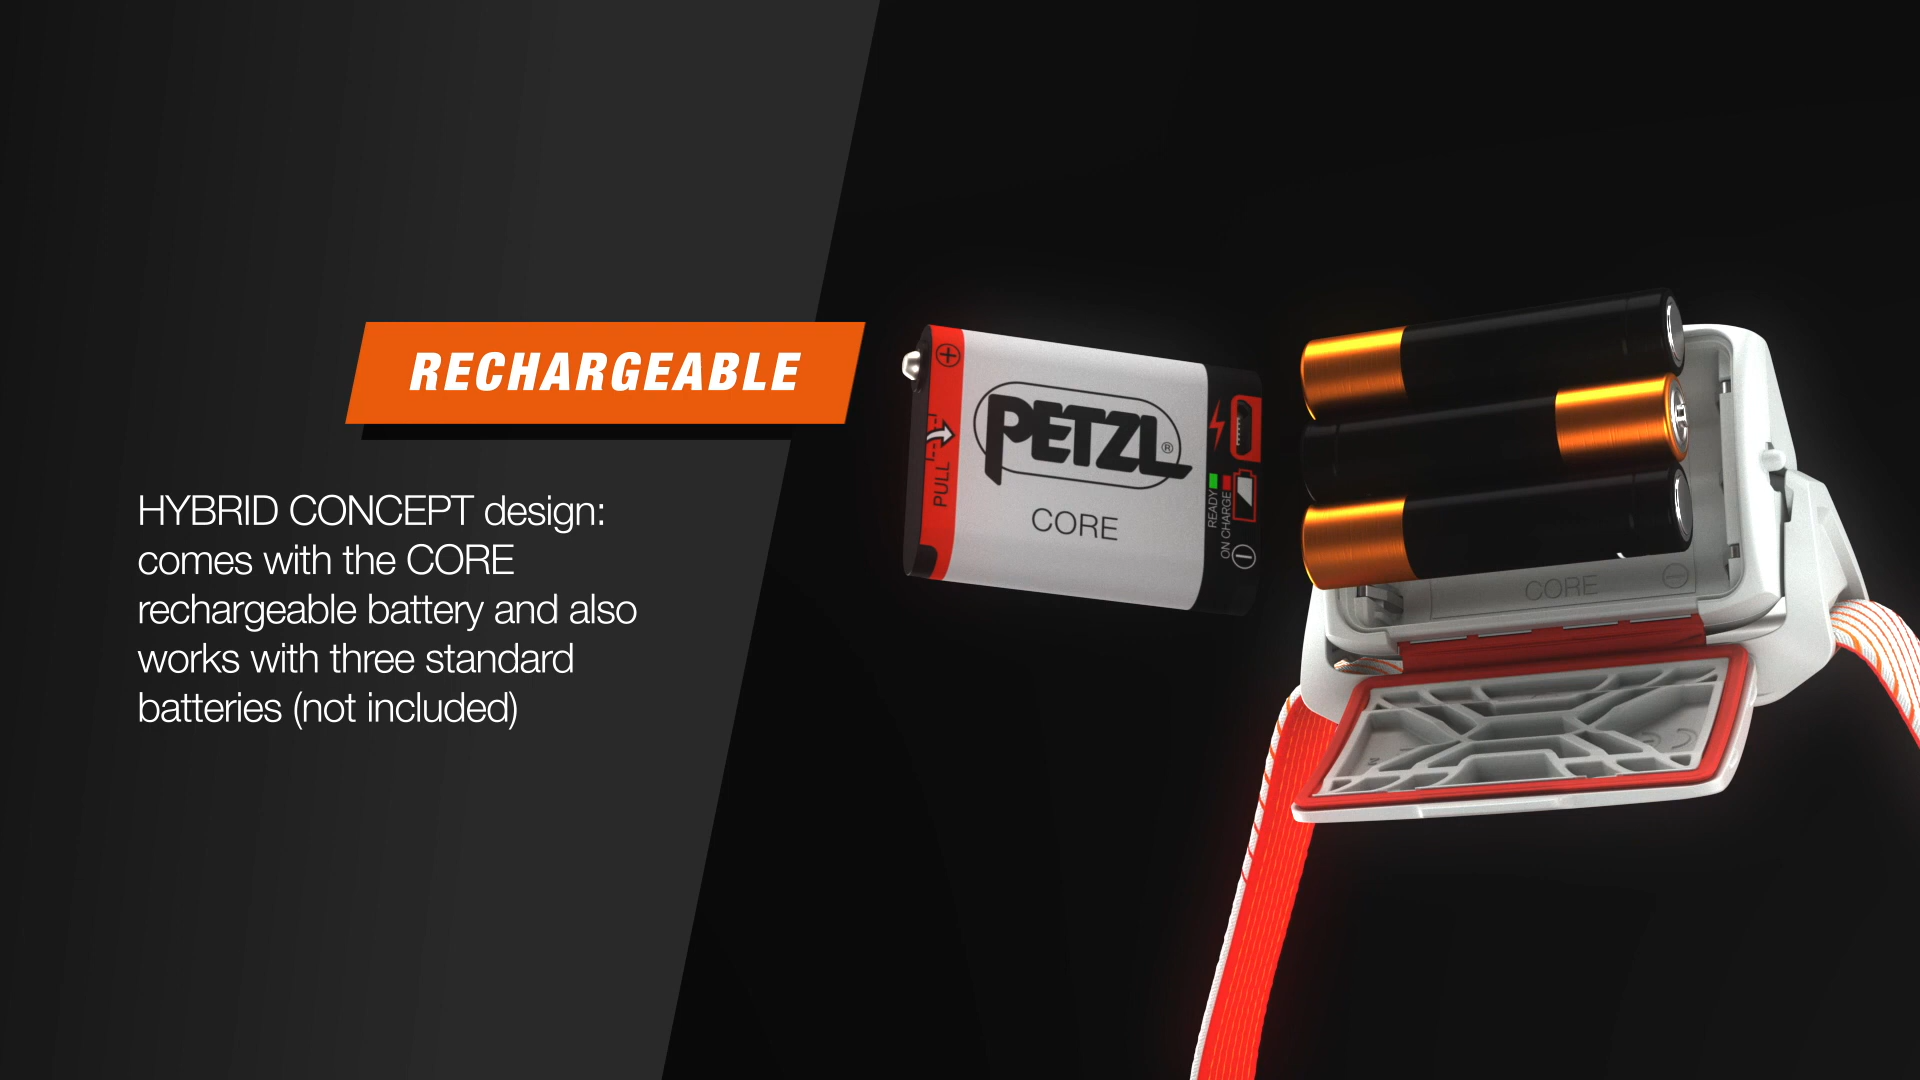 RECHARGEABLE
HYBRID CONCEPT design:
comes with the CORE
rechargeable battery and also
works with three standard
batteries (not included)
PULL
PETZL®
CORE
READY
ON CHARGE
CORE